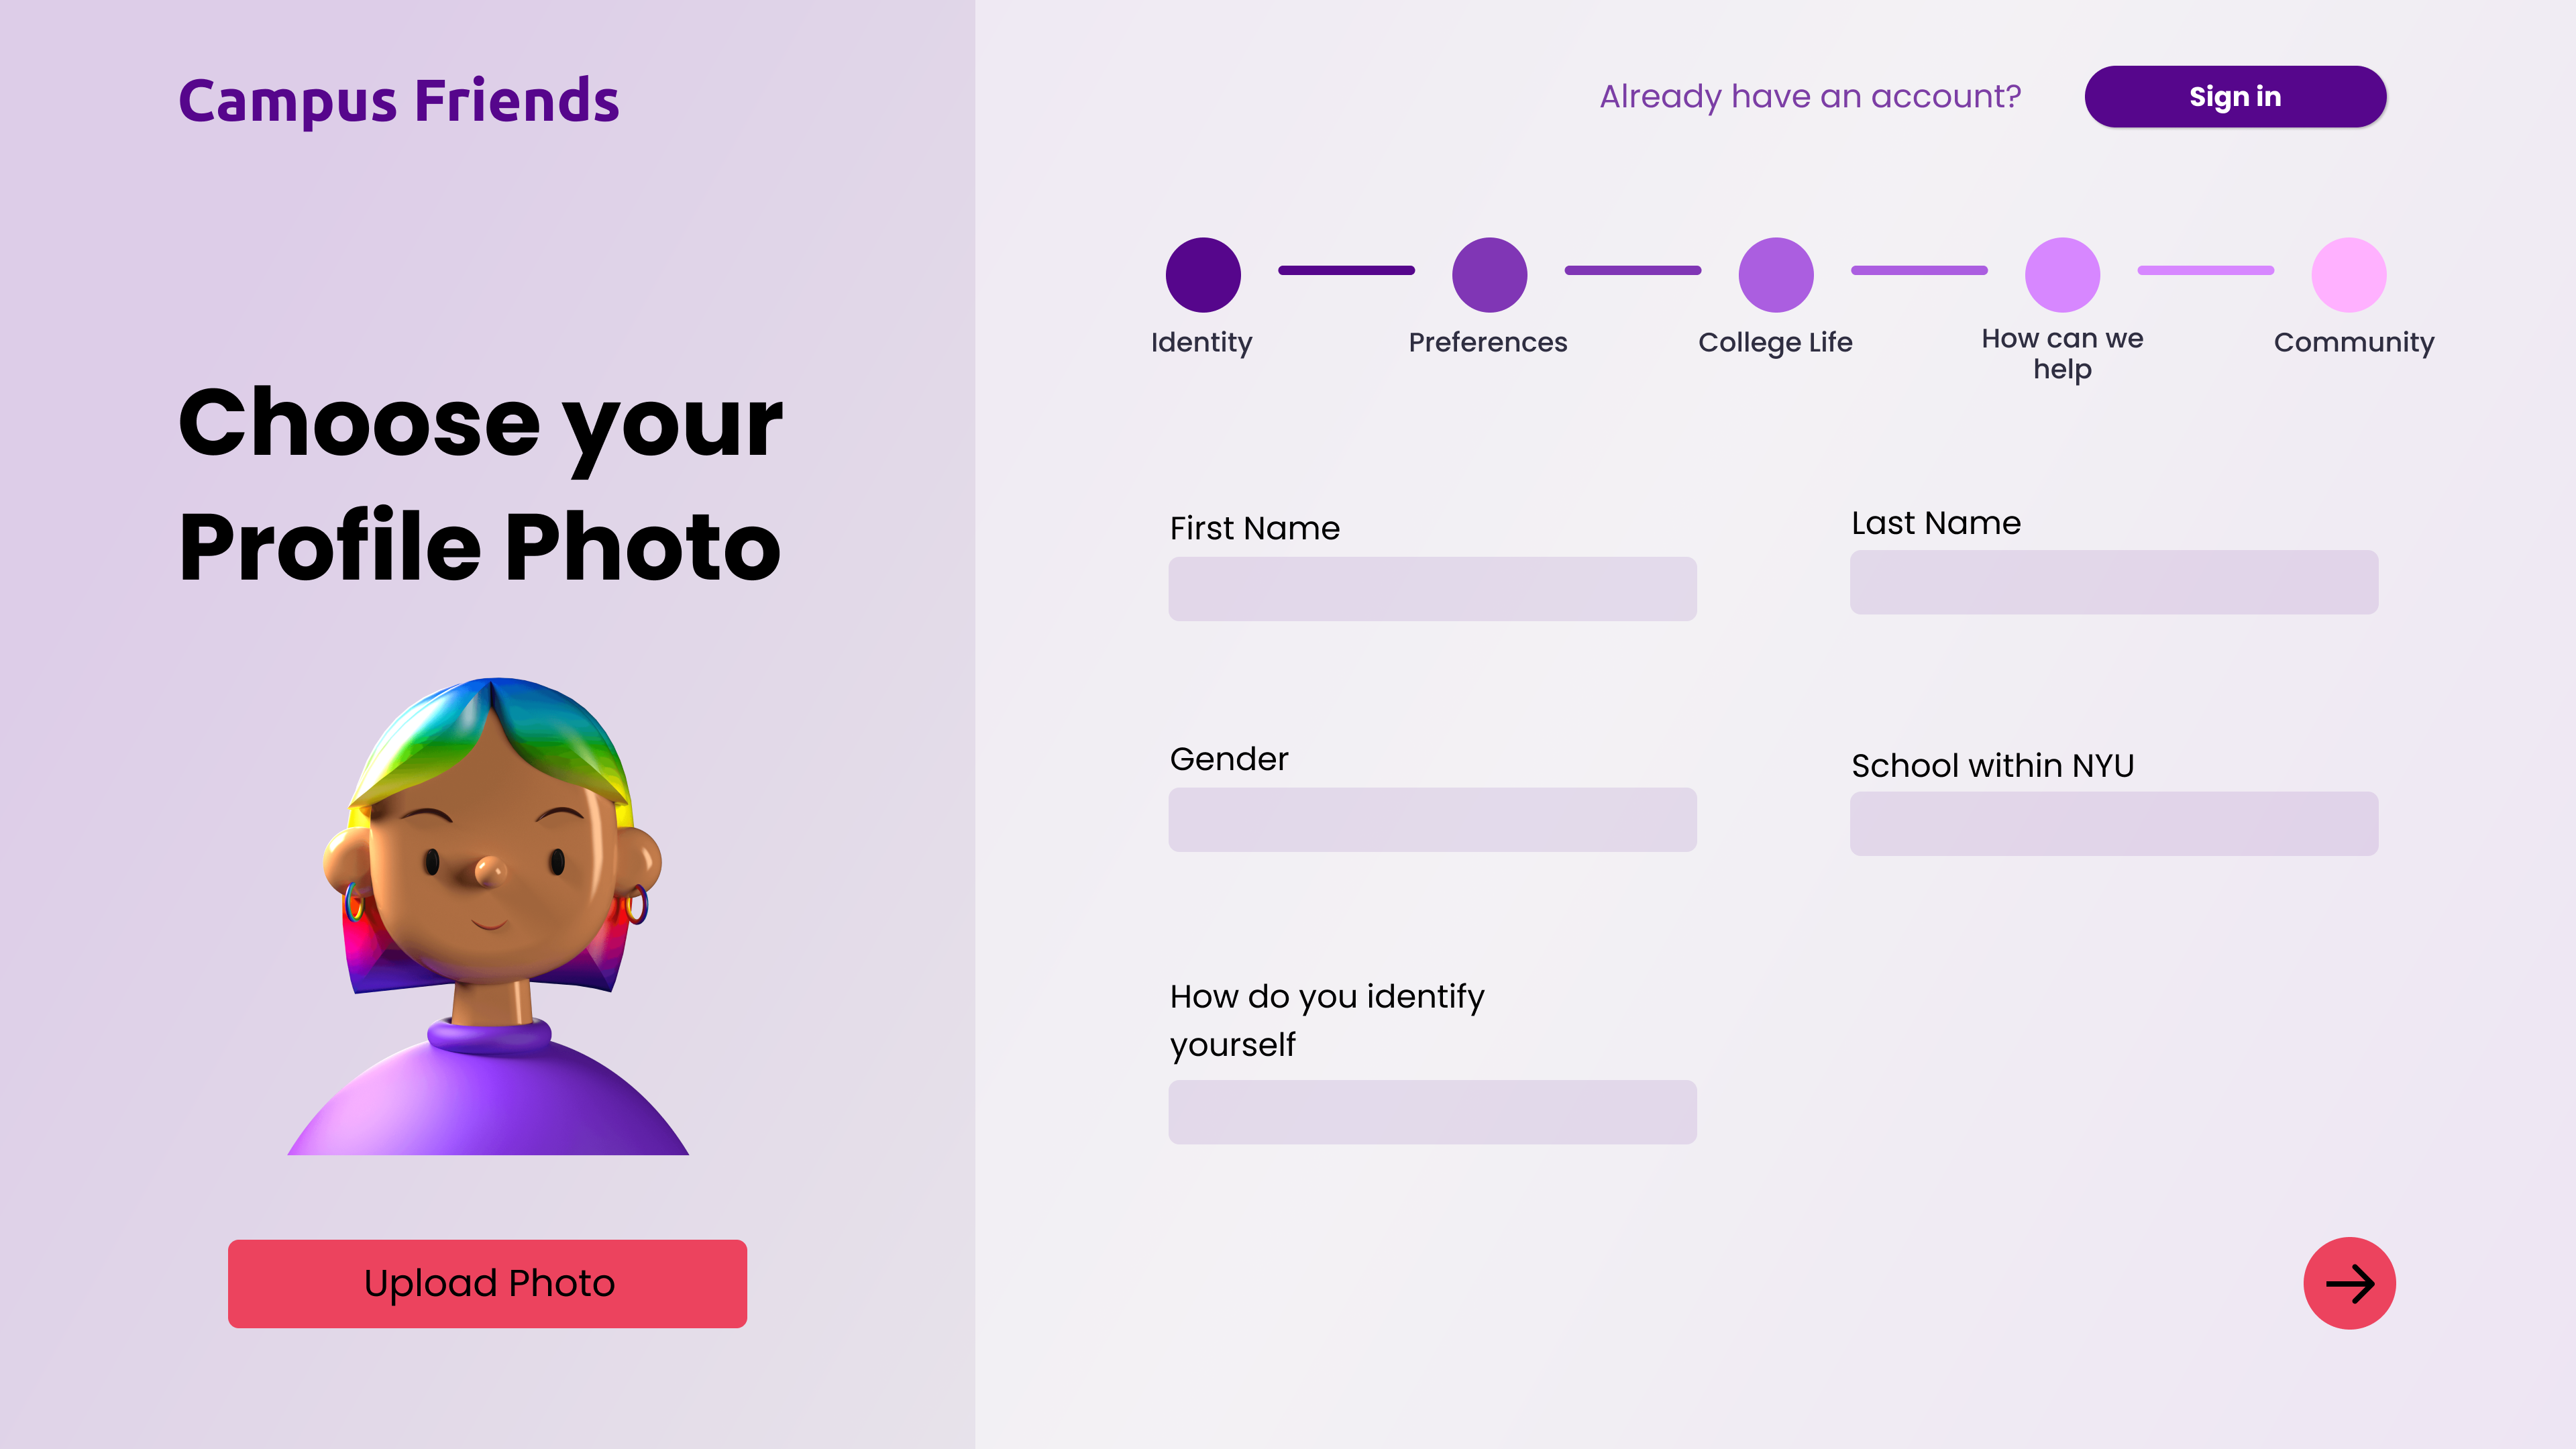 Campus Friends
Already have an account?
Sign in
Identity
Preferences
College Life
How can we
help
Community
Choose your
Profile Photo
First Name
Last Name
Gender
School within NYU
How do you identify
yourself
Upload Photo